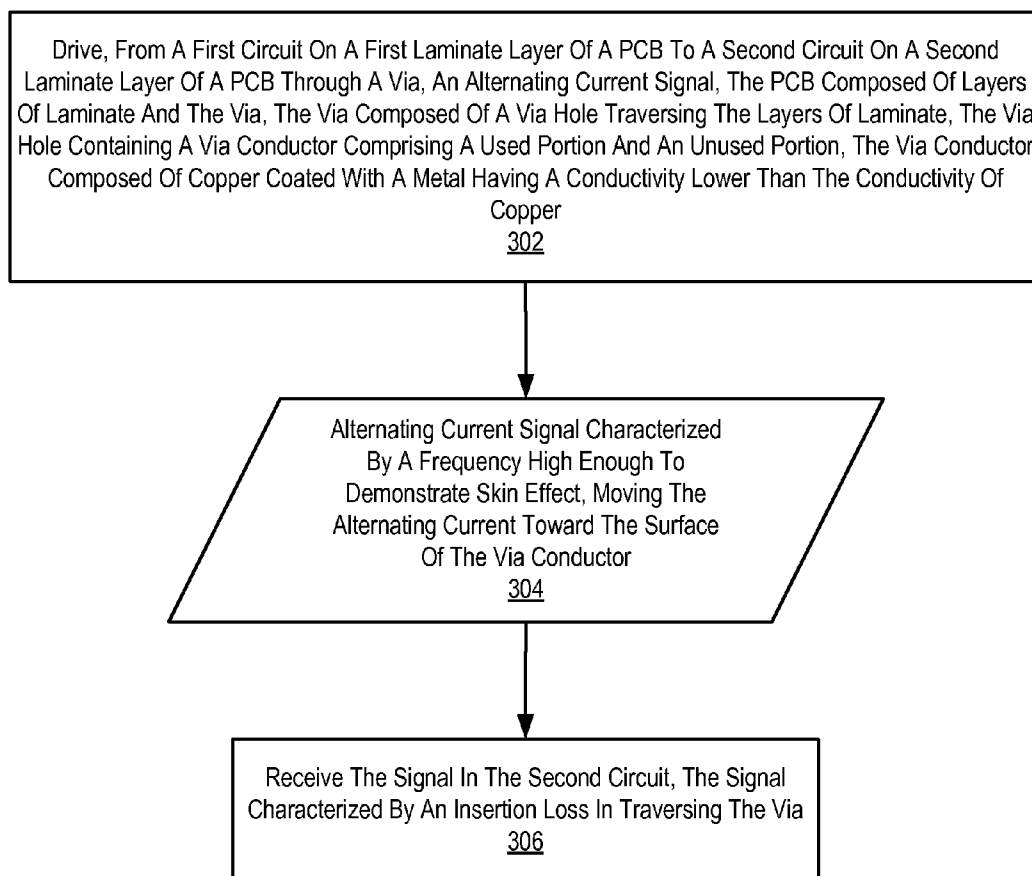 Drive, From A First Circuit On A First Laminate Layer Of A PCB To A Second Circuit On A Second
Laminate Layer Of A PCB Through A Via, An Alternating Current Signal, The PCB Composed Of Layers
Of Laminate And The Via, The Via Composed Of A Via Hole Traversing The Layers Of Laminate, The Via
Hole Containing A Via Conductor Comprising A Used Portion And An Unused Portion, The Via Conductor
Composed Of Copper Coated With A Metal Having A Conductivity Lower Than The Conductivity Of
Copper
302
Alternating Current Signal Characterized
By A Frequency High Enough To
Demonstrate Skin Effect, Moving The
Alternating Current Toward The Surface
Of The Via Conductor
304
Receive The Signal In The Second Circuit, The Signal
Characterized By An Insertion Loss In Traversing The Via
306